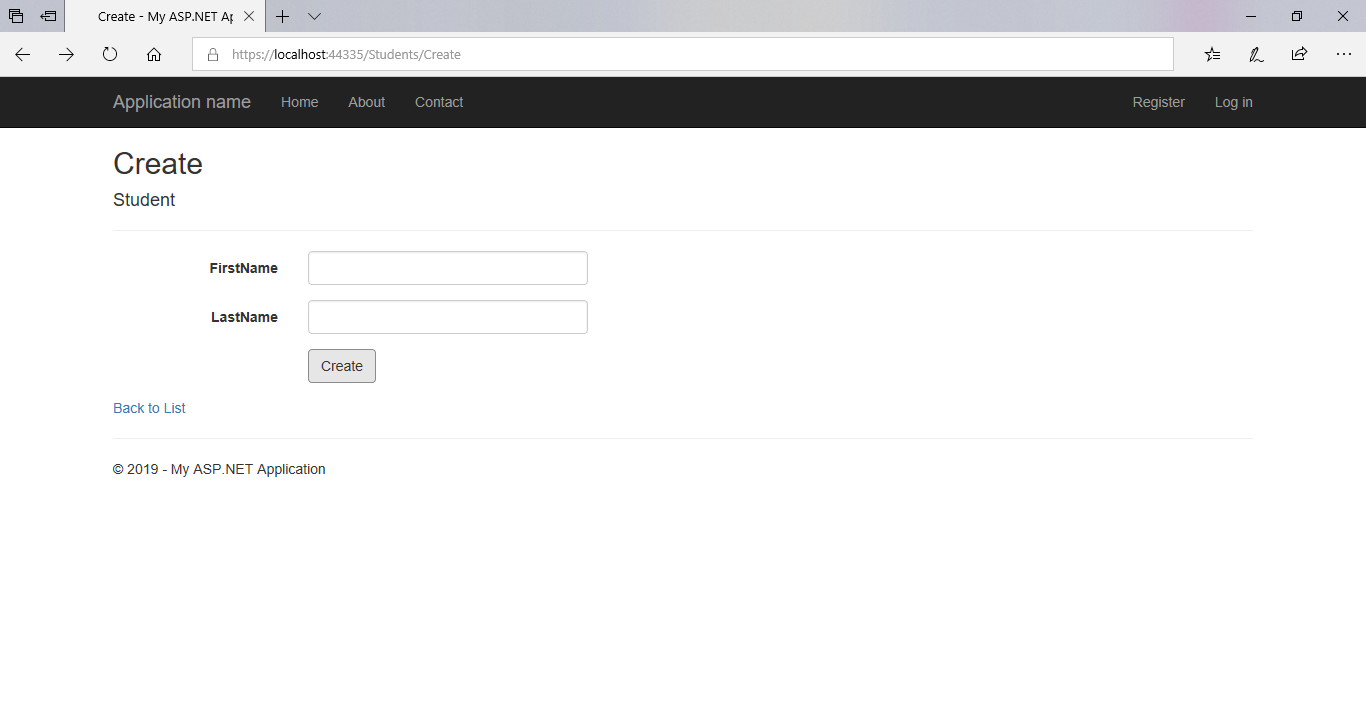 Create - My ASP.NET Ap
https://localhost:44335/Students/Create
Application name Home About Contact Register Log in
Create
Student
FirstName
LastName
Create
Back to List
© 2019 - My ASP.NET Application